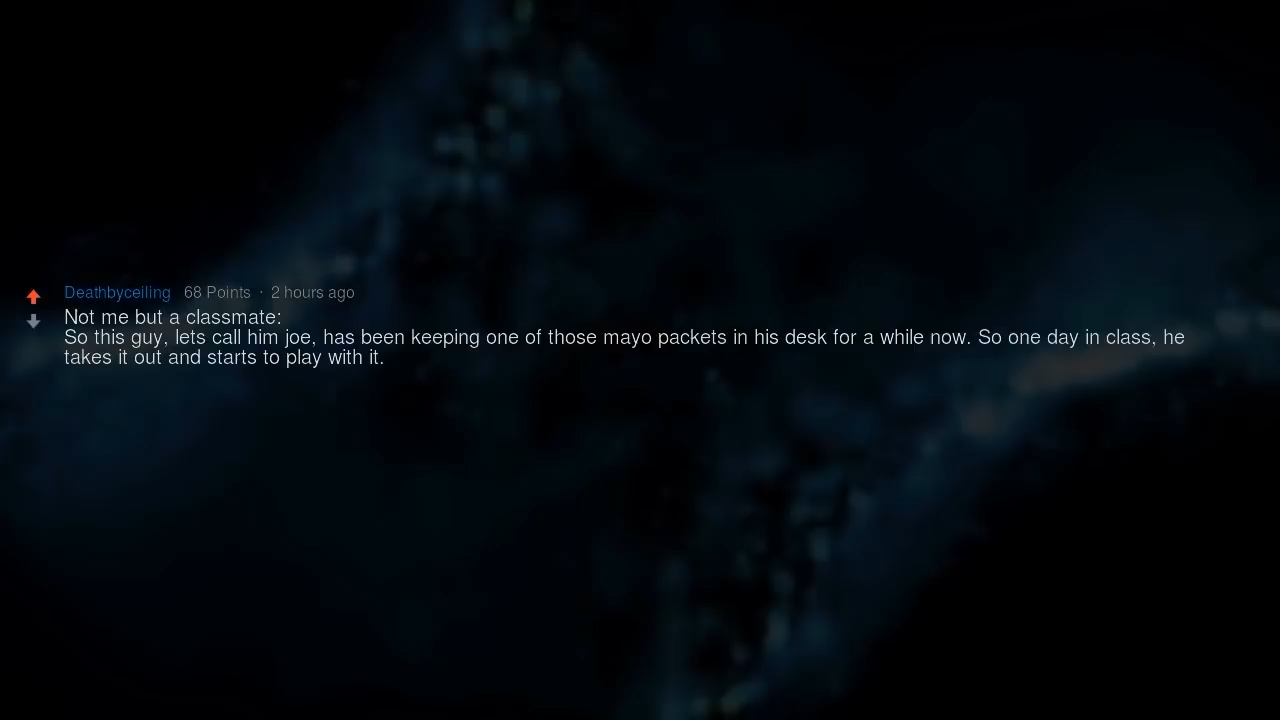 Deathbyceiling 68 Points · 2 hours ago
Not me but a classmate:
So this guy, lets call him joe, has been keeping one of those mayo packets in his desk for a while now. So one day in class, he
takes it out and starts to play with it.